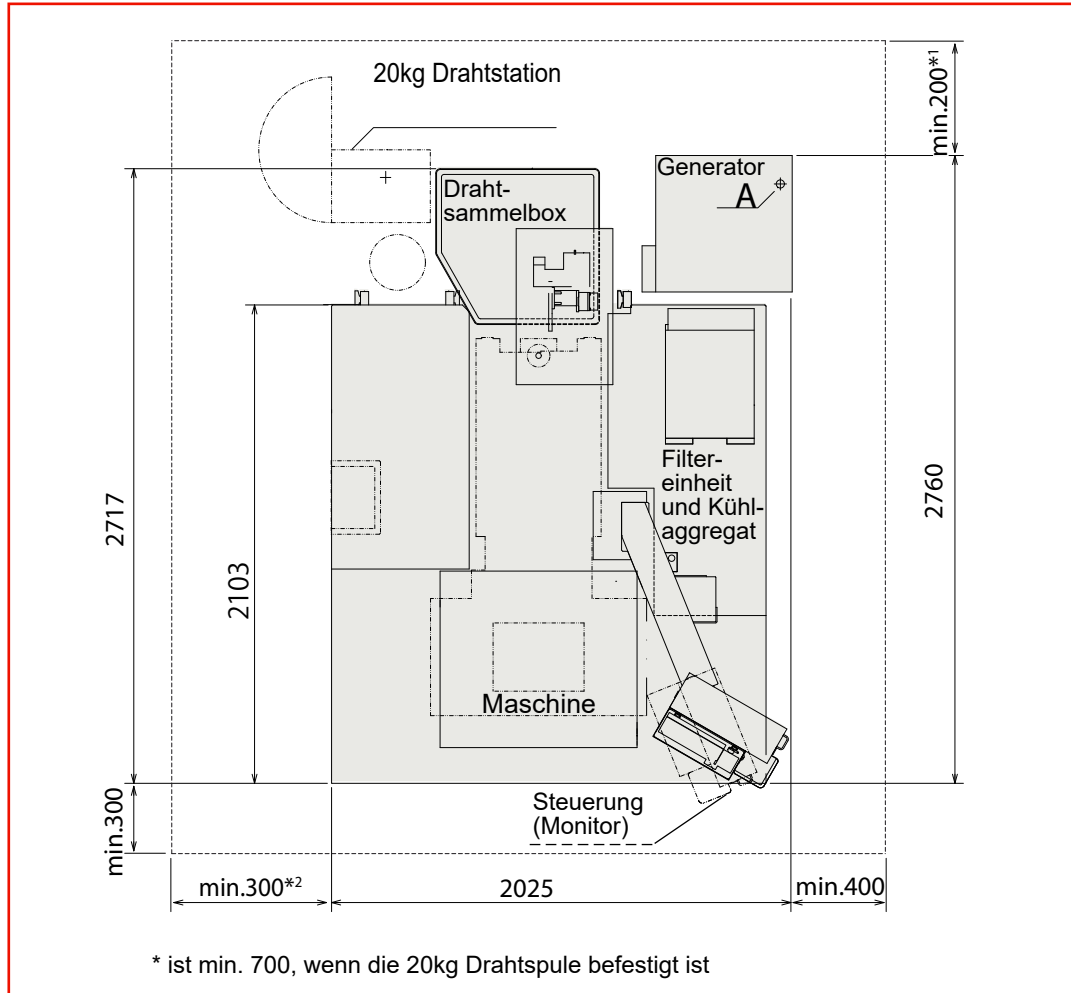 20kg Drahtstation
min.200*1
Generator
A
Draht-
sammelbox
Filter-
einheit
und Kühl-
aggregat
2717
2103
2760
Maschine
Steuerung
(Monitor)
min.300
min.300*2
2025
min.400
* ist min. 700, wenn die 20kg Drahtspule befestigt ist